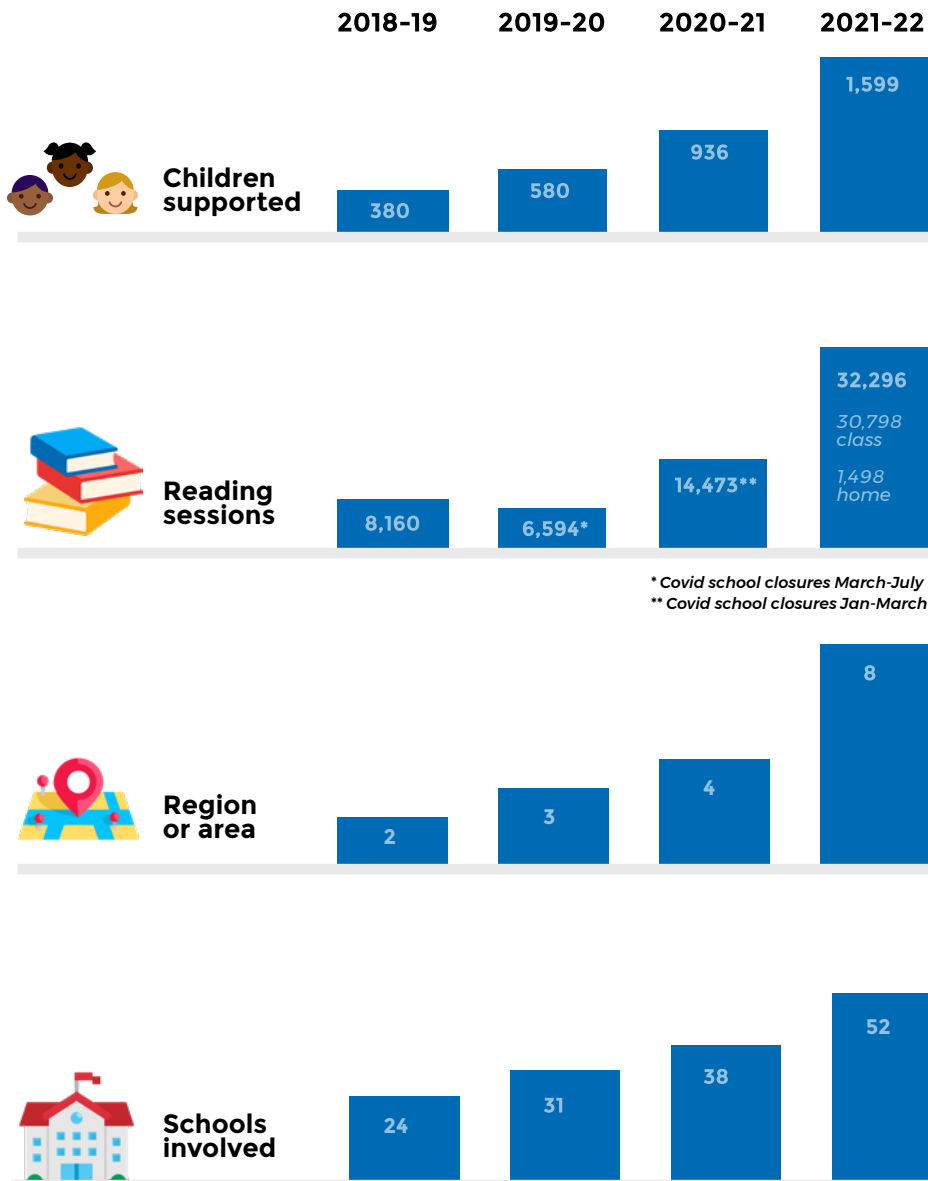 2018-19 2019-20 2020-21 2021-22
Children
supported
380
580
936
1,599
Reading
sessions
8,160
6,594*
14,473**
32,296
30,798
class
1,498
home
* Covid school closures March-July
** Covid school closures Jan-March
Region
or area
2
3
4
8
Schools
involved
24
31
38
52